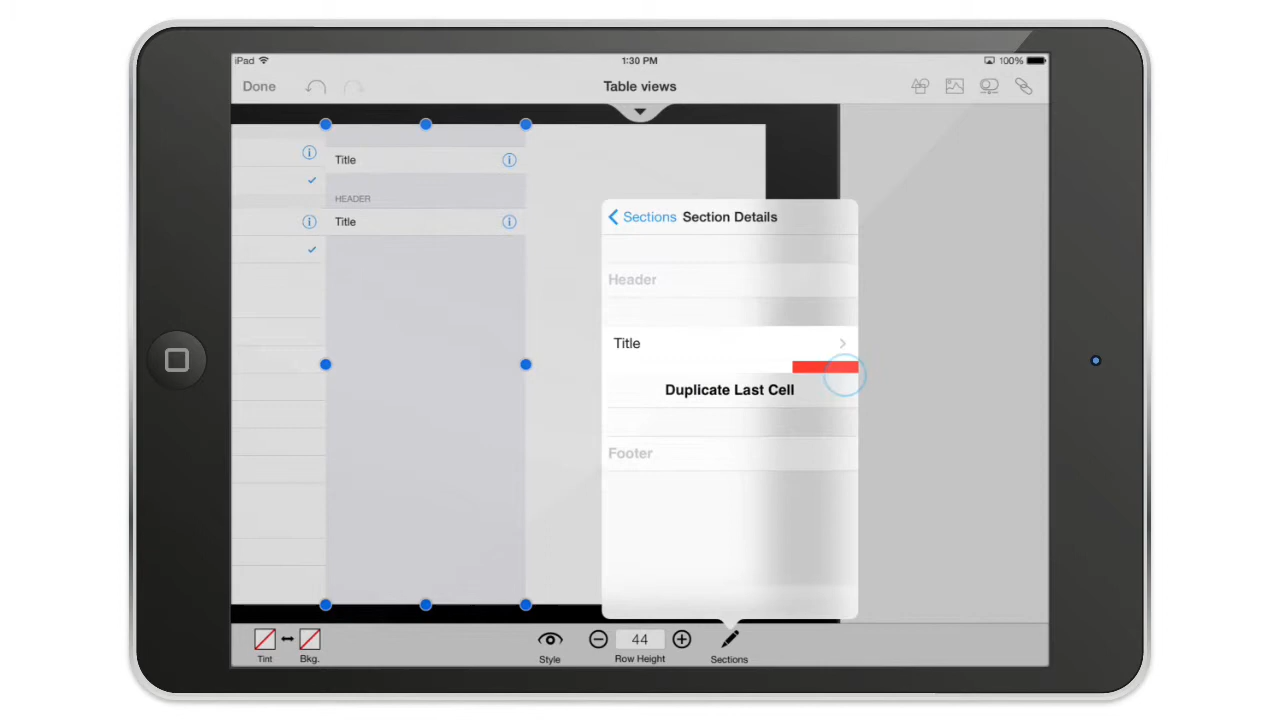 iPad 1:30 PM 100%
Done Table views
Title
HEADER
Title
Sections Section Details
Header
Title
Duplicate Last Cell
Footer
44
Tint Bkg. Style Row Height Sections